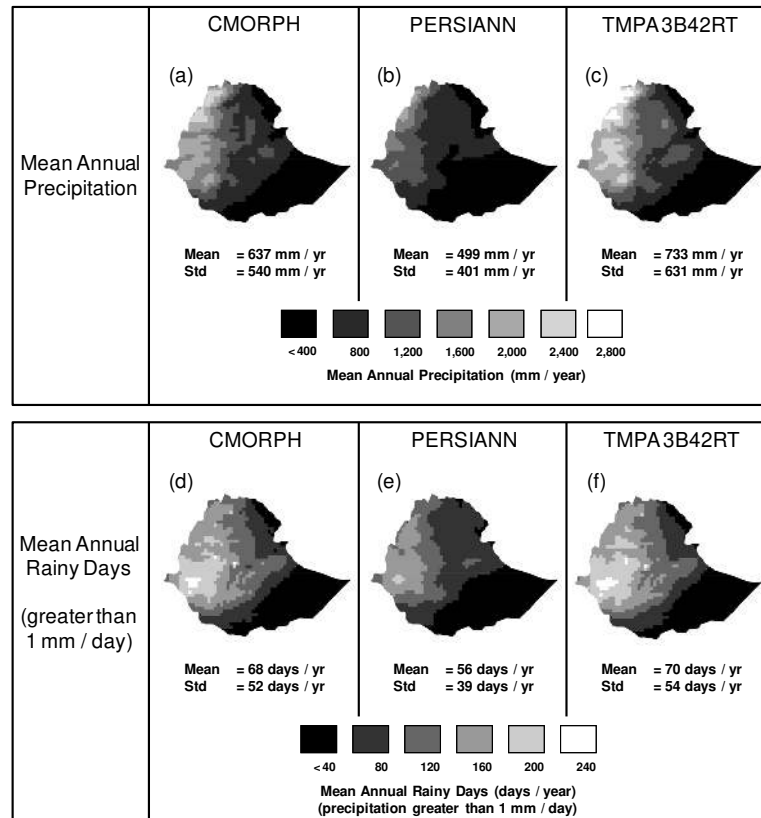 CMORPH PERSIANN TMPA3B42RT
(a) (b) (c)
Mean Annual
Precipitation
Mean = 637 mm / yr Mean = 499 mm / yr Mean = 733 mm / yr
Std = 540 mm / yr Std = 401 mm / yr Std = 631 mm / yr
<400 800 1,200 1,600 2,000 2,400 2,800
Mean Annual Precipitation (mm / year)
CMORPH PERSIANN TMPA3B42RT
(d) (e) (f)
Mean Annual
Rainy Days
(greater than
1 mm / day)
Mean = 68 days / yr Mean = 56 days / yr Mean = 70 days / yr
Std = 52 days / yr Std = 39 days / yr Std = 54 days / yr
<40 80 120 160 200 240
Mean Annual Rainy Days (days / year)
(precipitation greater than 1 mm / day)